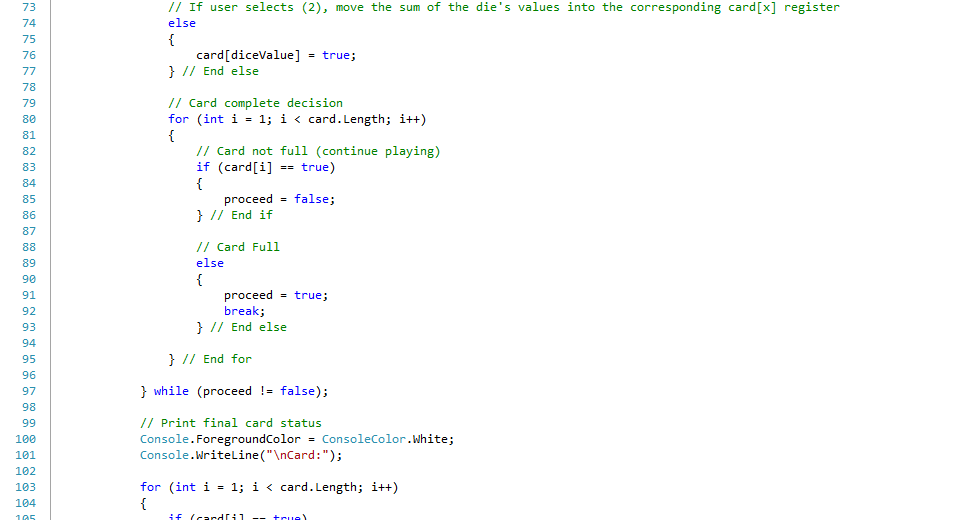 73 // If user selects (2), move the sum of the die's values into the corresponding card[x] register
74 else
75 {
76 card[diceValue] = true;
77 } // End else
78
79 // Card complete decision
80 for (int i = 1; i < card.Length; i++)
81 {
82 // Card not full (continue playing)
83 if (card[i] == true)
84 {
85 proceed = false;
86 } // End if
87
88 // Card Full
89 else
90 {
91 proceed = true;
92 break;
93 } // End else
94
95 } // End for
96
97 } while (proceed != false);
98
99 // Print final card status
100 Console.ForegroundColor = ConsoleColor.White;
101 Console.WriteLine("\nCard:");
102
103 for (int i = 1; i < card.Length; i++)
104 {
105 if (card[i] == true)